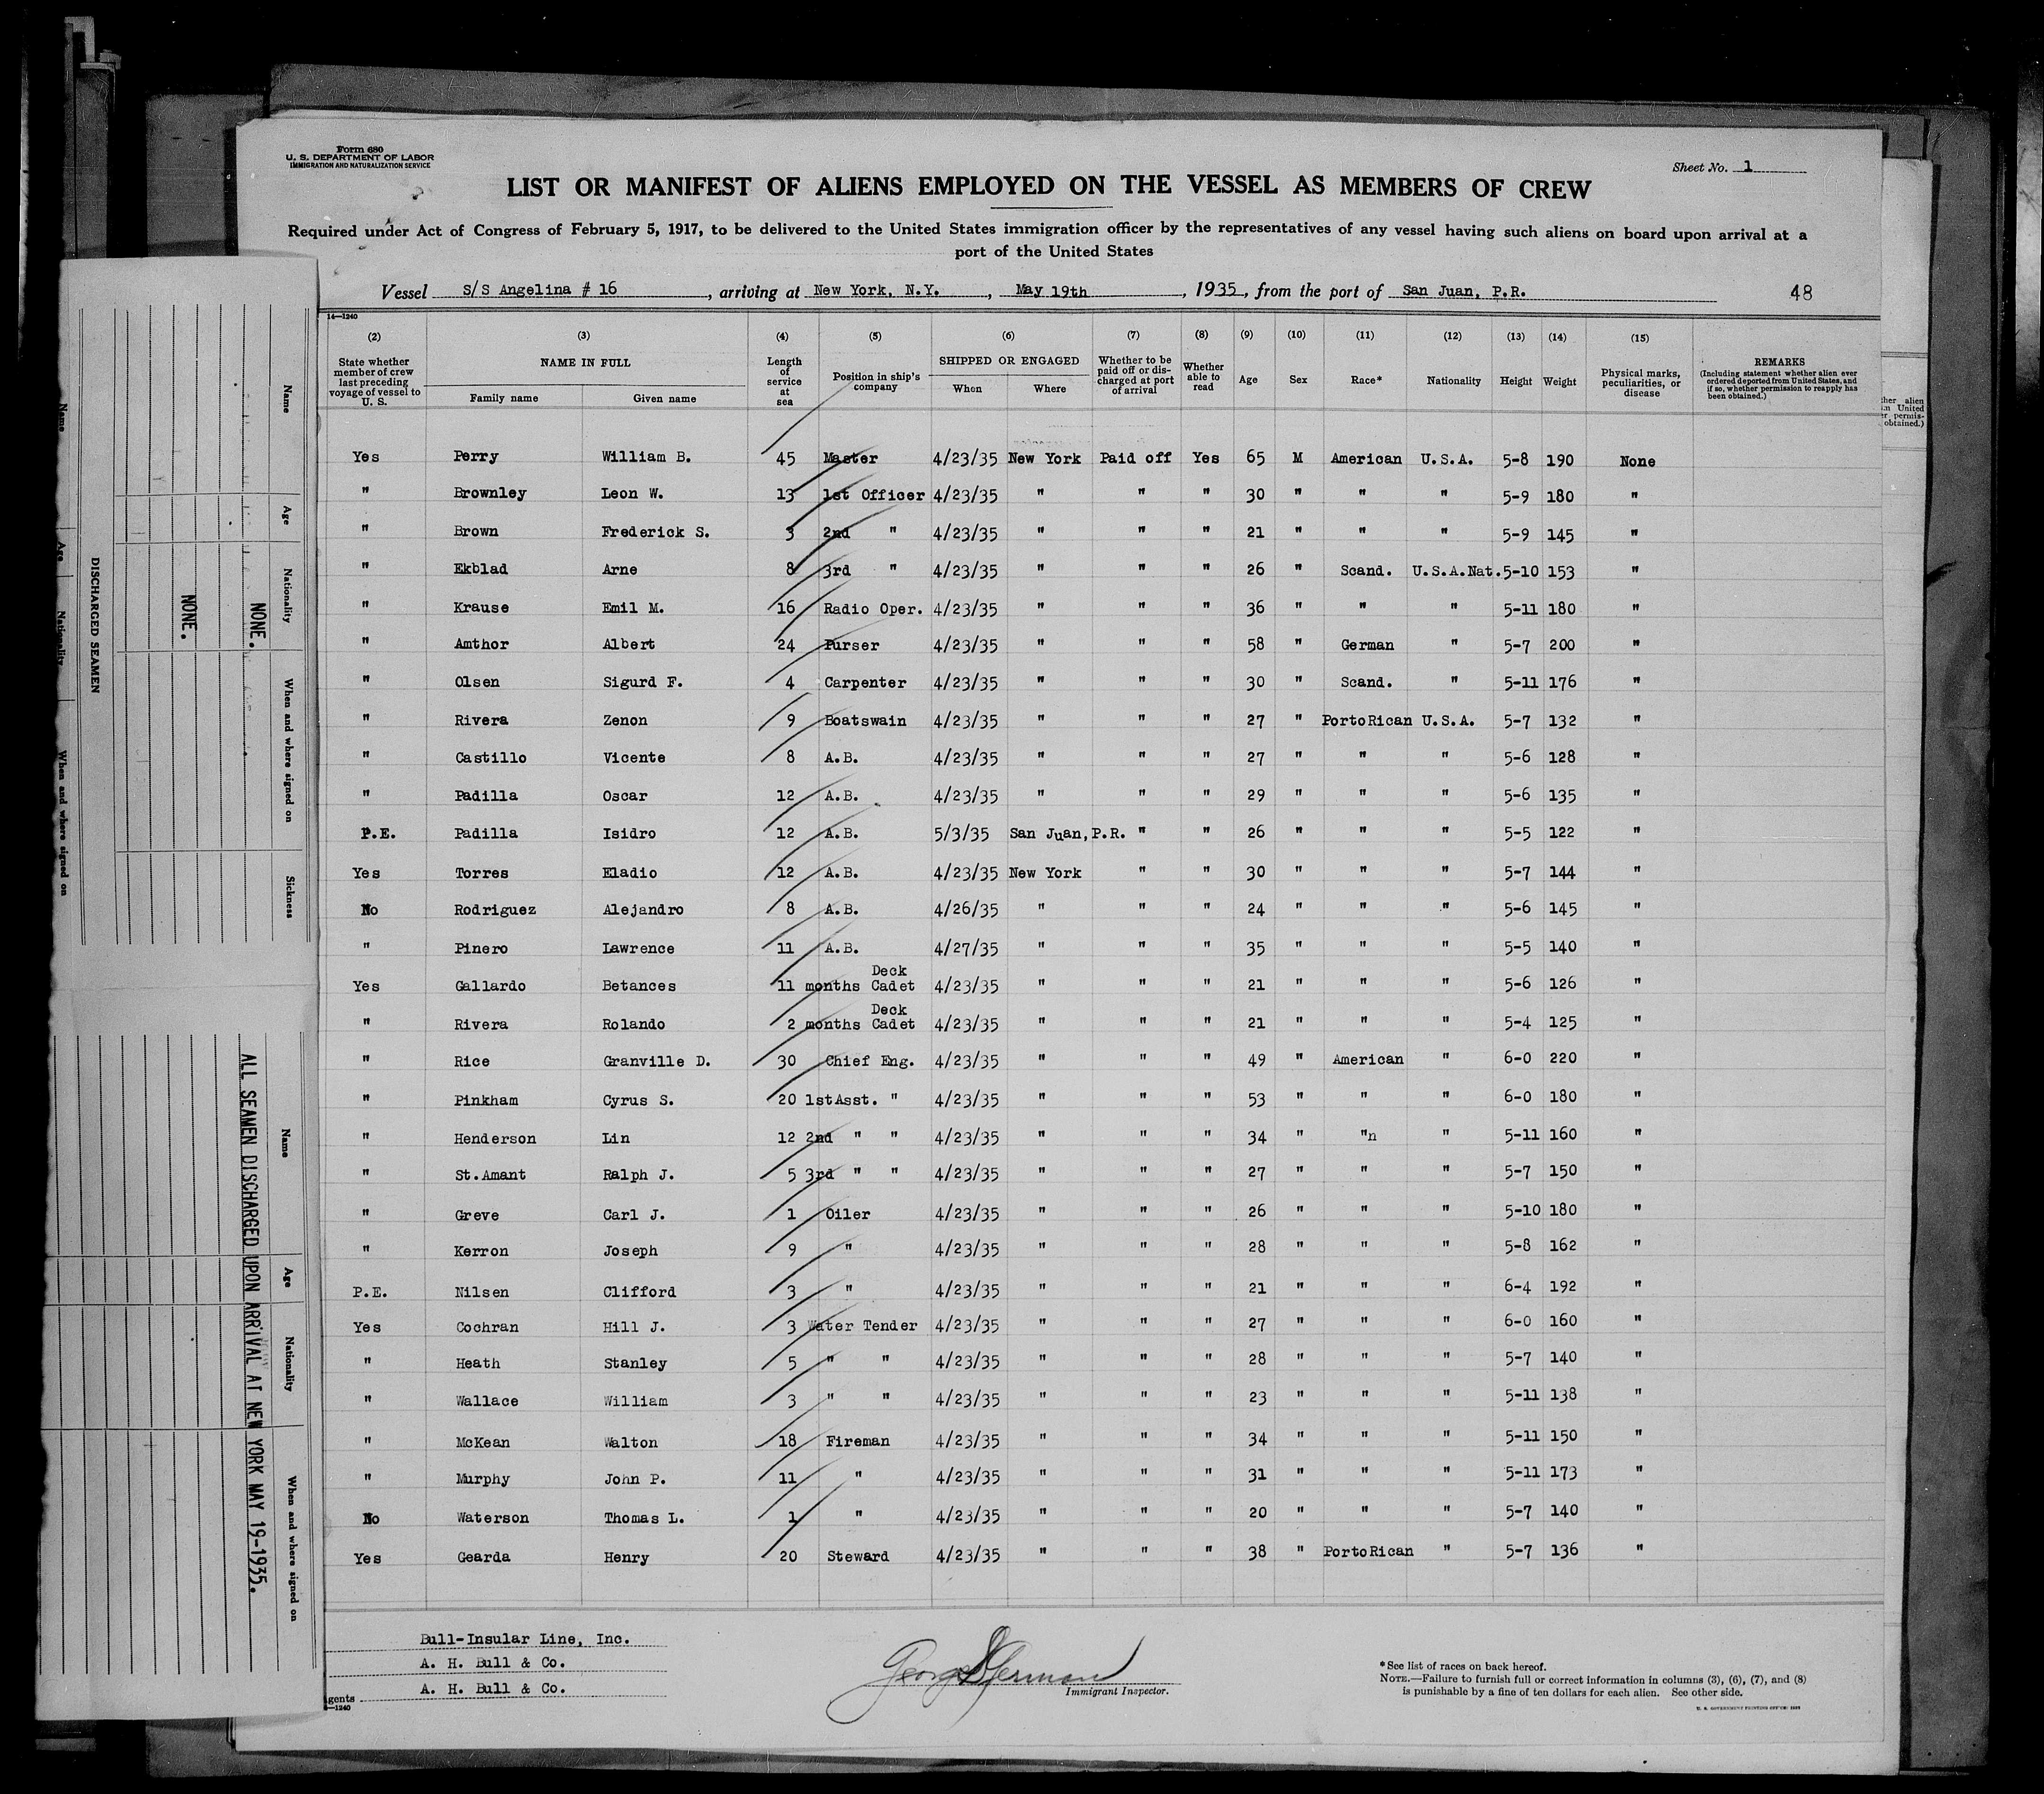 Form 680
U. S. DEPARTMENT OF LABOR
IMMIGRATION AND NATURALIZATION SERVICE
Sheet No. 1
LIST OR MANIFEST OF ALIENS EMPLOYED ON THE VESSEL AS MEMBERS OF CREW
Required under Act of Congress of February 5, 1917, to be delivered to the United States immigration officer by the representatives of any vessel having such aliens on board upon arrival at a
port of the United States
Vessel S/S Angelina # 16, arriving at New York, N.Y., May 19th, 1935, from the port of San Juan, P.R. 48
14—1240
(2) (3) (4) (5) (6) (7) (8) (9) (10) (11) (12) (13) (14) (15)
State whether member of crew last preceding voyage of vessel to U. S.
NAME IN FULL
Family name Given name
Length of service at sea
Position in ship's company
SHIPPED OR ENGAGED
When Where
Whether to be paid off or discharged at port of arrival
Whether able to read
Age Sex Race* Nationality Height Weight
Physical marks, peculiarities, or disease
REMARKS
(Including statement whether alien ever ordered deported from United States, and if so, whether permission to reapply has been obtained.)
Yes Perry William B. 45 Master 4/23/35 New York Paid off Yes 65 M American U.S.A. 5-8 190 None
" Brownley Leon W. 13 1st Officer 4/23/35 " " " 30 " " " 5-9 180 "
" Brown Frederick S. 3 2nd " 4/23/35 " " " 21 " " " 5-9 145 "
" Ekblad Arne 8 3rd " 4/23/35 " " " 26 " Scand. U.S.A.Nat. 5-10 153 "
" Krause Emil M. 16 Radio Oper. 4/23/35 " " " 36 " " " 5-11 180 "
" Amthor Albert 24 Purser 4/23/35 " " " 58 " German " 5-7 200 "
" Olsen Sigurd F. 4 Carpenter 4/23/35 " " " 30 " Scand. " 5-11 176 "
" Rivera Zenon 9 Boatswain 4/23/35 " " " 27 " PortoRican U.S.A. 5-7 132 "
" Castillo Vicente 8 A.B. 4/23/35 " " " 27 " " " 5-6 128 "
" Padilla Oscar 12 A.B. 4/23/35 " " " 29 " " " 5-6 135 "
P.E. Padilla Isidro 12 A.B. 5/3/35 San Juan, P.R. " " 26 " " " 5-5 122 "
Yes Torres Eladio 12 A.B. 4/23/35 New York " " 30 " " " 5-7 144 "
No Rodriguez Alejandro 8 A.B. 4/26/35 " " " 24 " " " 5-6 145 "
" Pinero Lawrence 11 A.B. 4/27/35 " " " 35 " " " 5-5 140 "
Yes Gallardo Betances 11 months Deck Cadet 4/23/35 " " " 21 " " " 5-6 126 "
" Rivera Rolando 2 months Deck Cadet 4/23/35 " " " 21 " " " 5-4 125 "
" Rice Granville D. 30 Chief Eng. 4/23/35 " " " 49 " American " 6-0 220 "
" Pinkham Cyrus S. 20 1stAsst. " 4/23/35 " " " 53 " " " 6-0 180 "
" Henderson Lin 12 2nd " " 4/23/35 " " " 34 " "n " 5-11 160 "
" St.Amant Ralph J. 5 3rd " " 4/23/35 " " " 27 " " " 5-7 150 "
" Greve Carl J. 1 Oiler 4/23/35 " " " 26 " " " 5-10 180 "
" Kerron Joseph 9 " 4/23/35 " " " 28 " " " 5-8 162 "
P.E. Nilsen Clifford 3 " 4/23/35 " " " 21 " " " 6-4 192 "
Yes Cochran Hill J. 3 Water Tender 4/23/35 " " " 27 " " " 6-0 160 "
" Heath Stanley 5 " " 4/23/35 " " " 28 " " " 5-7 140 "
" Wallace William 3 " " 4/23/35 " " " 23 " " " 5-11 138 "
" McKean Walton 18 Fireman 4/23/35 " " " 34 " " " 5-11 150 "
" Murphy John P. 11 " 4/23/35 " " " 31 " " " 5-11 173 "
No Waterson Thomas L. 1 " 4/23/35 " " " 20 " " " 5-7 140 "
Yes Gearda Henry 20 Steward 4/23/35 " " " 38 " PortoRican " 5-7 136 "
Bull-Insular Line, Inc.
A. H. Bull & Co.
A. H. Bull & Co.
gents
—1240
Immigrant Inspector.
*See list of races on back hereof.
NOTE.—Failure to furnish full or correct information in columns (3), (6), (7), and (8)
is punishable by a fine of ten dollars for each alien. See other side.
ther alien
in United
r permis-
obtained.)
Name Age Nationality When and where signed on Sickness
NONE.
NONE.
DISCHARGED SEAMEN
Name Age Nationality When and where signed on
Name Age Nationality When and where signed on
ALL SEAMEN DISCHARGED UPON ARRIVAL AT NEW YORK MAY 19-1935.